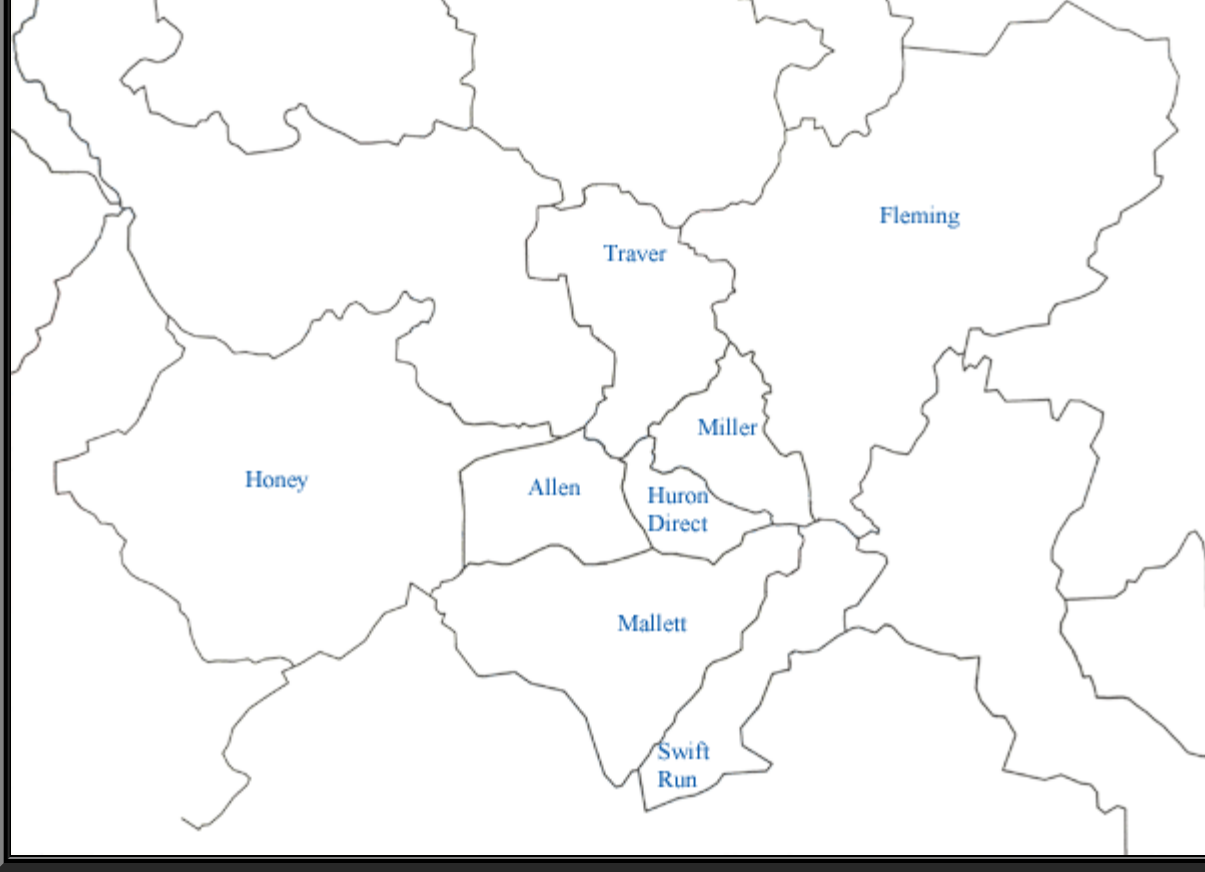 Fleming
Traver
Miller
Honey
Allen
Huron
Direct
Mallett
Swift
Run